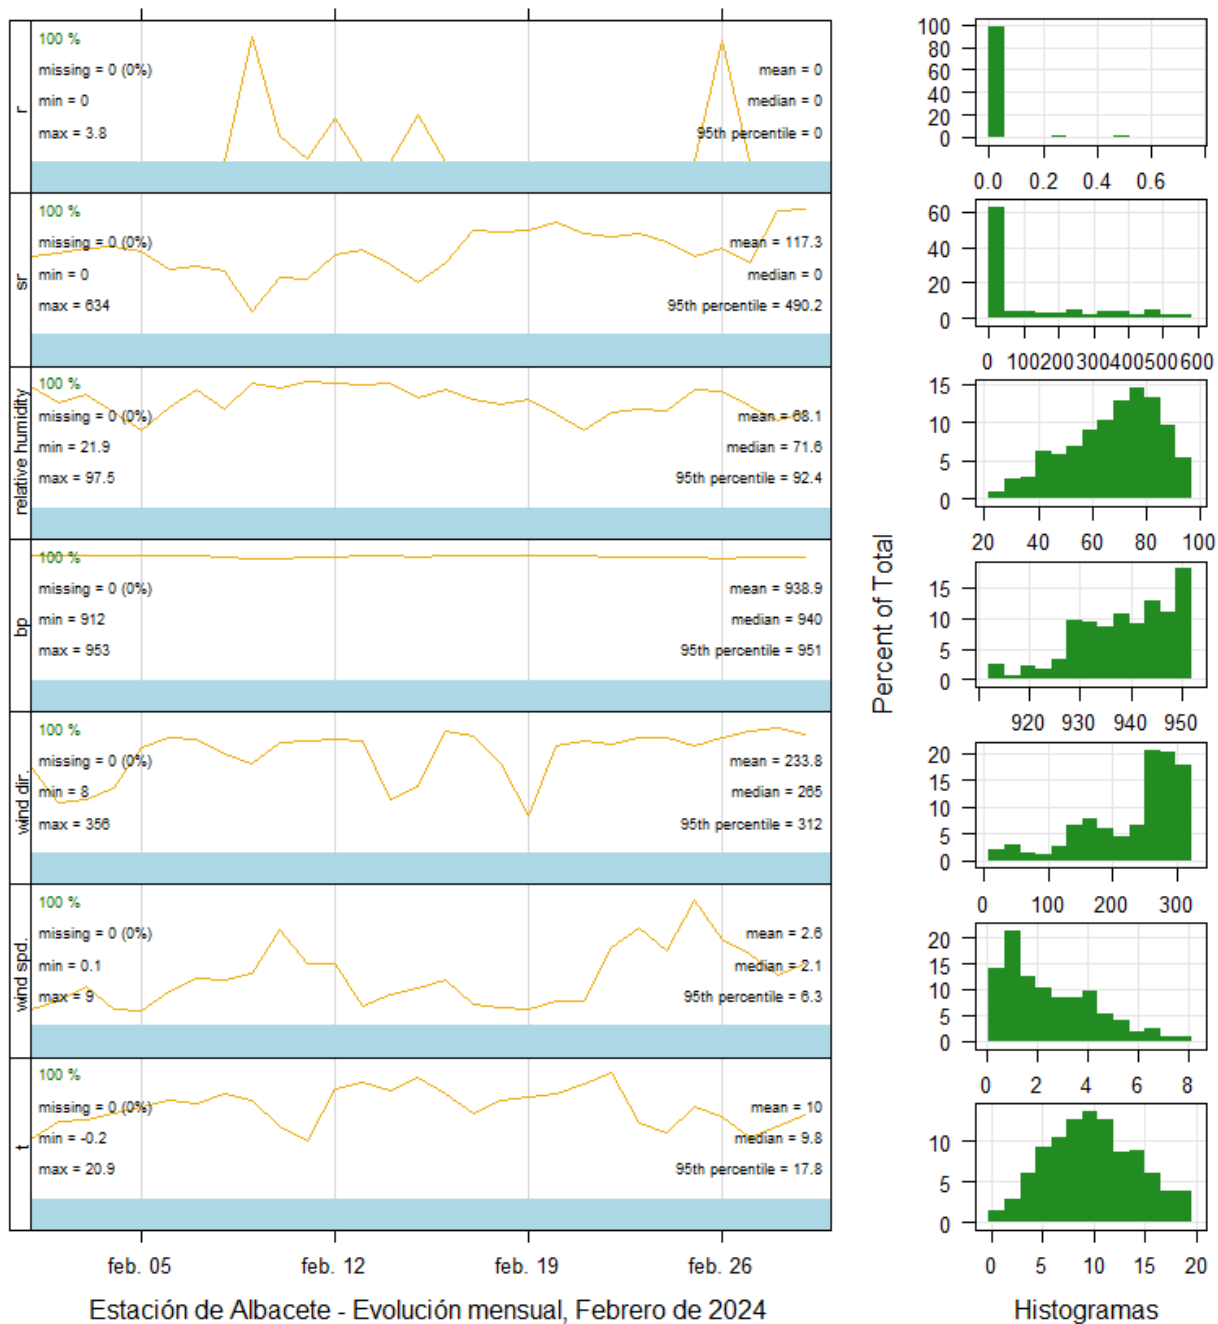 r
100 %
missing = 0 (0%)
min = 0
max = 3.8
mean = 0
median = 0
95th percentile = 0
sr
100 %
missing = 0 (0%)
min = 0
max = 634
mean = 117.3
median = 0
95th percentile = 490.2
relative humidity
100 %
missing = 0 (0%)
min = 21.9
max = 97.5
mean = 68.1
median = 71.6
95th percentile = 92.4
bp
100 %
missing = 0 (0%)
min = 912
max = 953
mean = 938.9
median = 940
95th percentile = 951
wind dir.
100 %
missing = 0 (0%)
min = 8
max = 356
mean = 233.8
median = 265
95th percentile = 312
wind spd.
100 %
missing = 0 (0%)
min = 0.1
max = 9
mean = 2.6
median = 2.1
95th percentile = 6.3
t
100 %
missing = 0 (0%)
min = -0.2
max = 20.9
mean = 10
median = 9.8
95th percentile = 17.8
feb. 05 feb. 12 feb. 19 feb. 26
Estación de Albacete - Evolución mensual, Febrero de 2024
Percent of Total
100
80
60
40
20
0
0.0 0.2 0.4 0.6
60
40
20
0
0 100 200 300 400 500 600
15
10
5
0
20 40 60 80 100
15
10
5
0
920 930 940 950
20
15
10
5
0
0 100 200 300
20
15
10
5
0
0 2 4 6 8
10
5
0
0 5 10 15 20
Histogramas